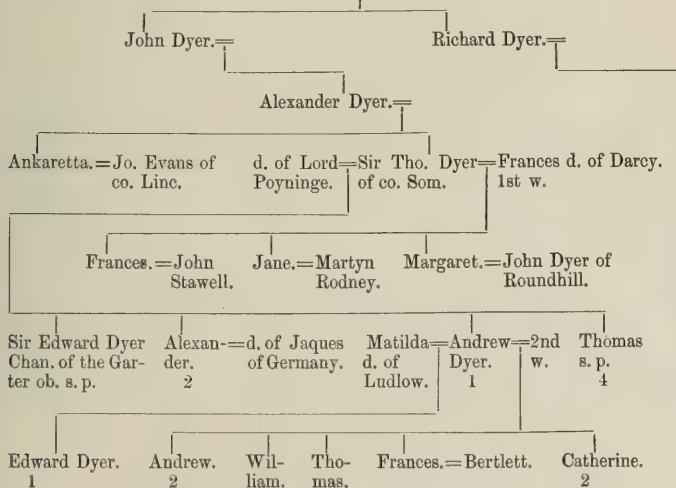 John Dyer.= Richard Dyer.=
Alexander Dyer.=
Ankaretta.=Jo. Evans of d. of Lord=Sir Tho. Dyer=Frances d. of Darcy.
co. Linc. Poyninge. of co. Som. 1st w.
Frances.=John Jane.=Martyn Margaret.=John Dyer of
Stawell. Rodney. Roundhill.
Sir Edward Dyer Alexan-=d. of Jaques Matilda=Andrew=2nd Thomas
Chan. of the Gar- der. of Germany. d. of Dyer. w. s. p.
ter ob. s. p. 2 Ludlow. 1 4
Edward Dyer. Andrew. Wil- Tho- Frances.=Bertlett. Catherine.
1 2 liam. mas. 2